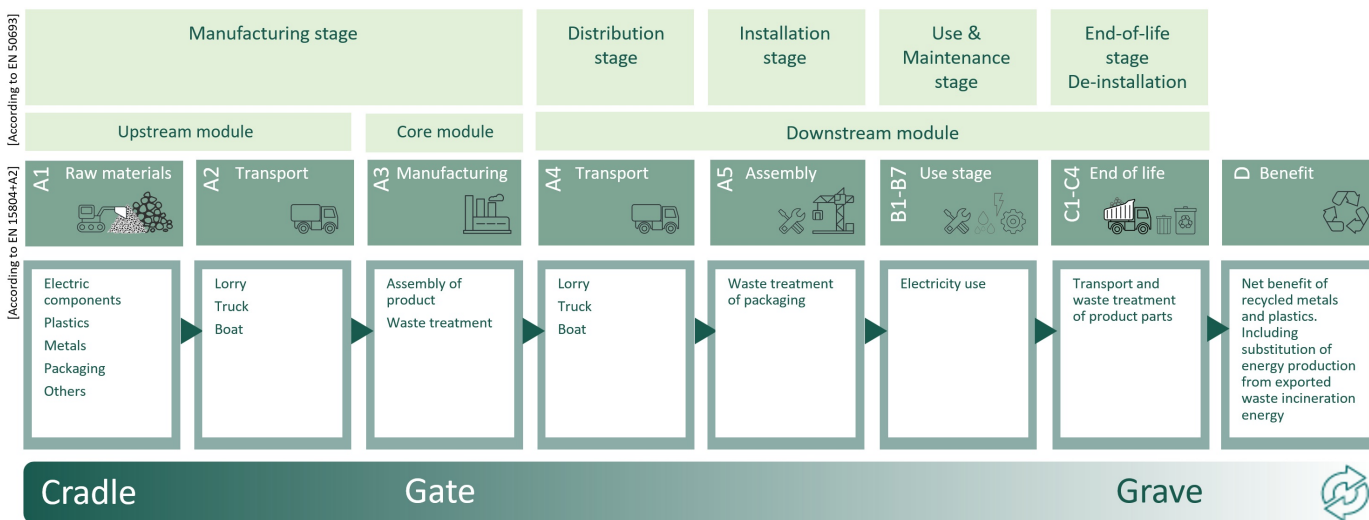 [According to EN 50693]
Manufacturing stage
Distribution
stage
Installation
stage
Use &
Maintenance
stage
End-of-life
stage
De-installation
Upstream module
Core module
Downstream module
[According to EN 15804+A2]
A1 Raw materials
A2 Transport
A3 Manufacturing
A4 Transport
A5 Assembly
B1-B7 Use stage
C1-C4 End of life
D Benefit
Electric
components
Plastics
Metals
Packaging
Others
Lorry
Truck
Boat
Assembly of
product
Waste treatment
Lorry
Truck
Boat
Waste treatment
of packaging
Electricity use
Transport and
waste treatment
of product parts
Net benefit of
recycled metals
and plastics.
Including
substitution of
energy production
from exported
waste incineration
energy
Cradle
Gate
Grave